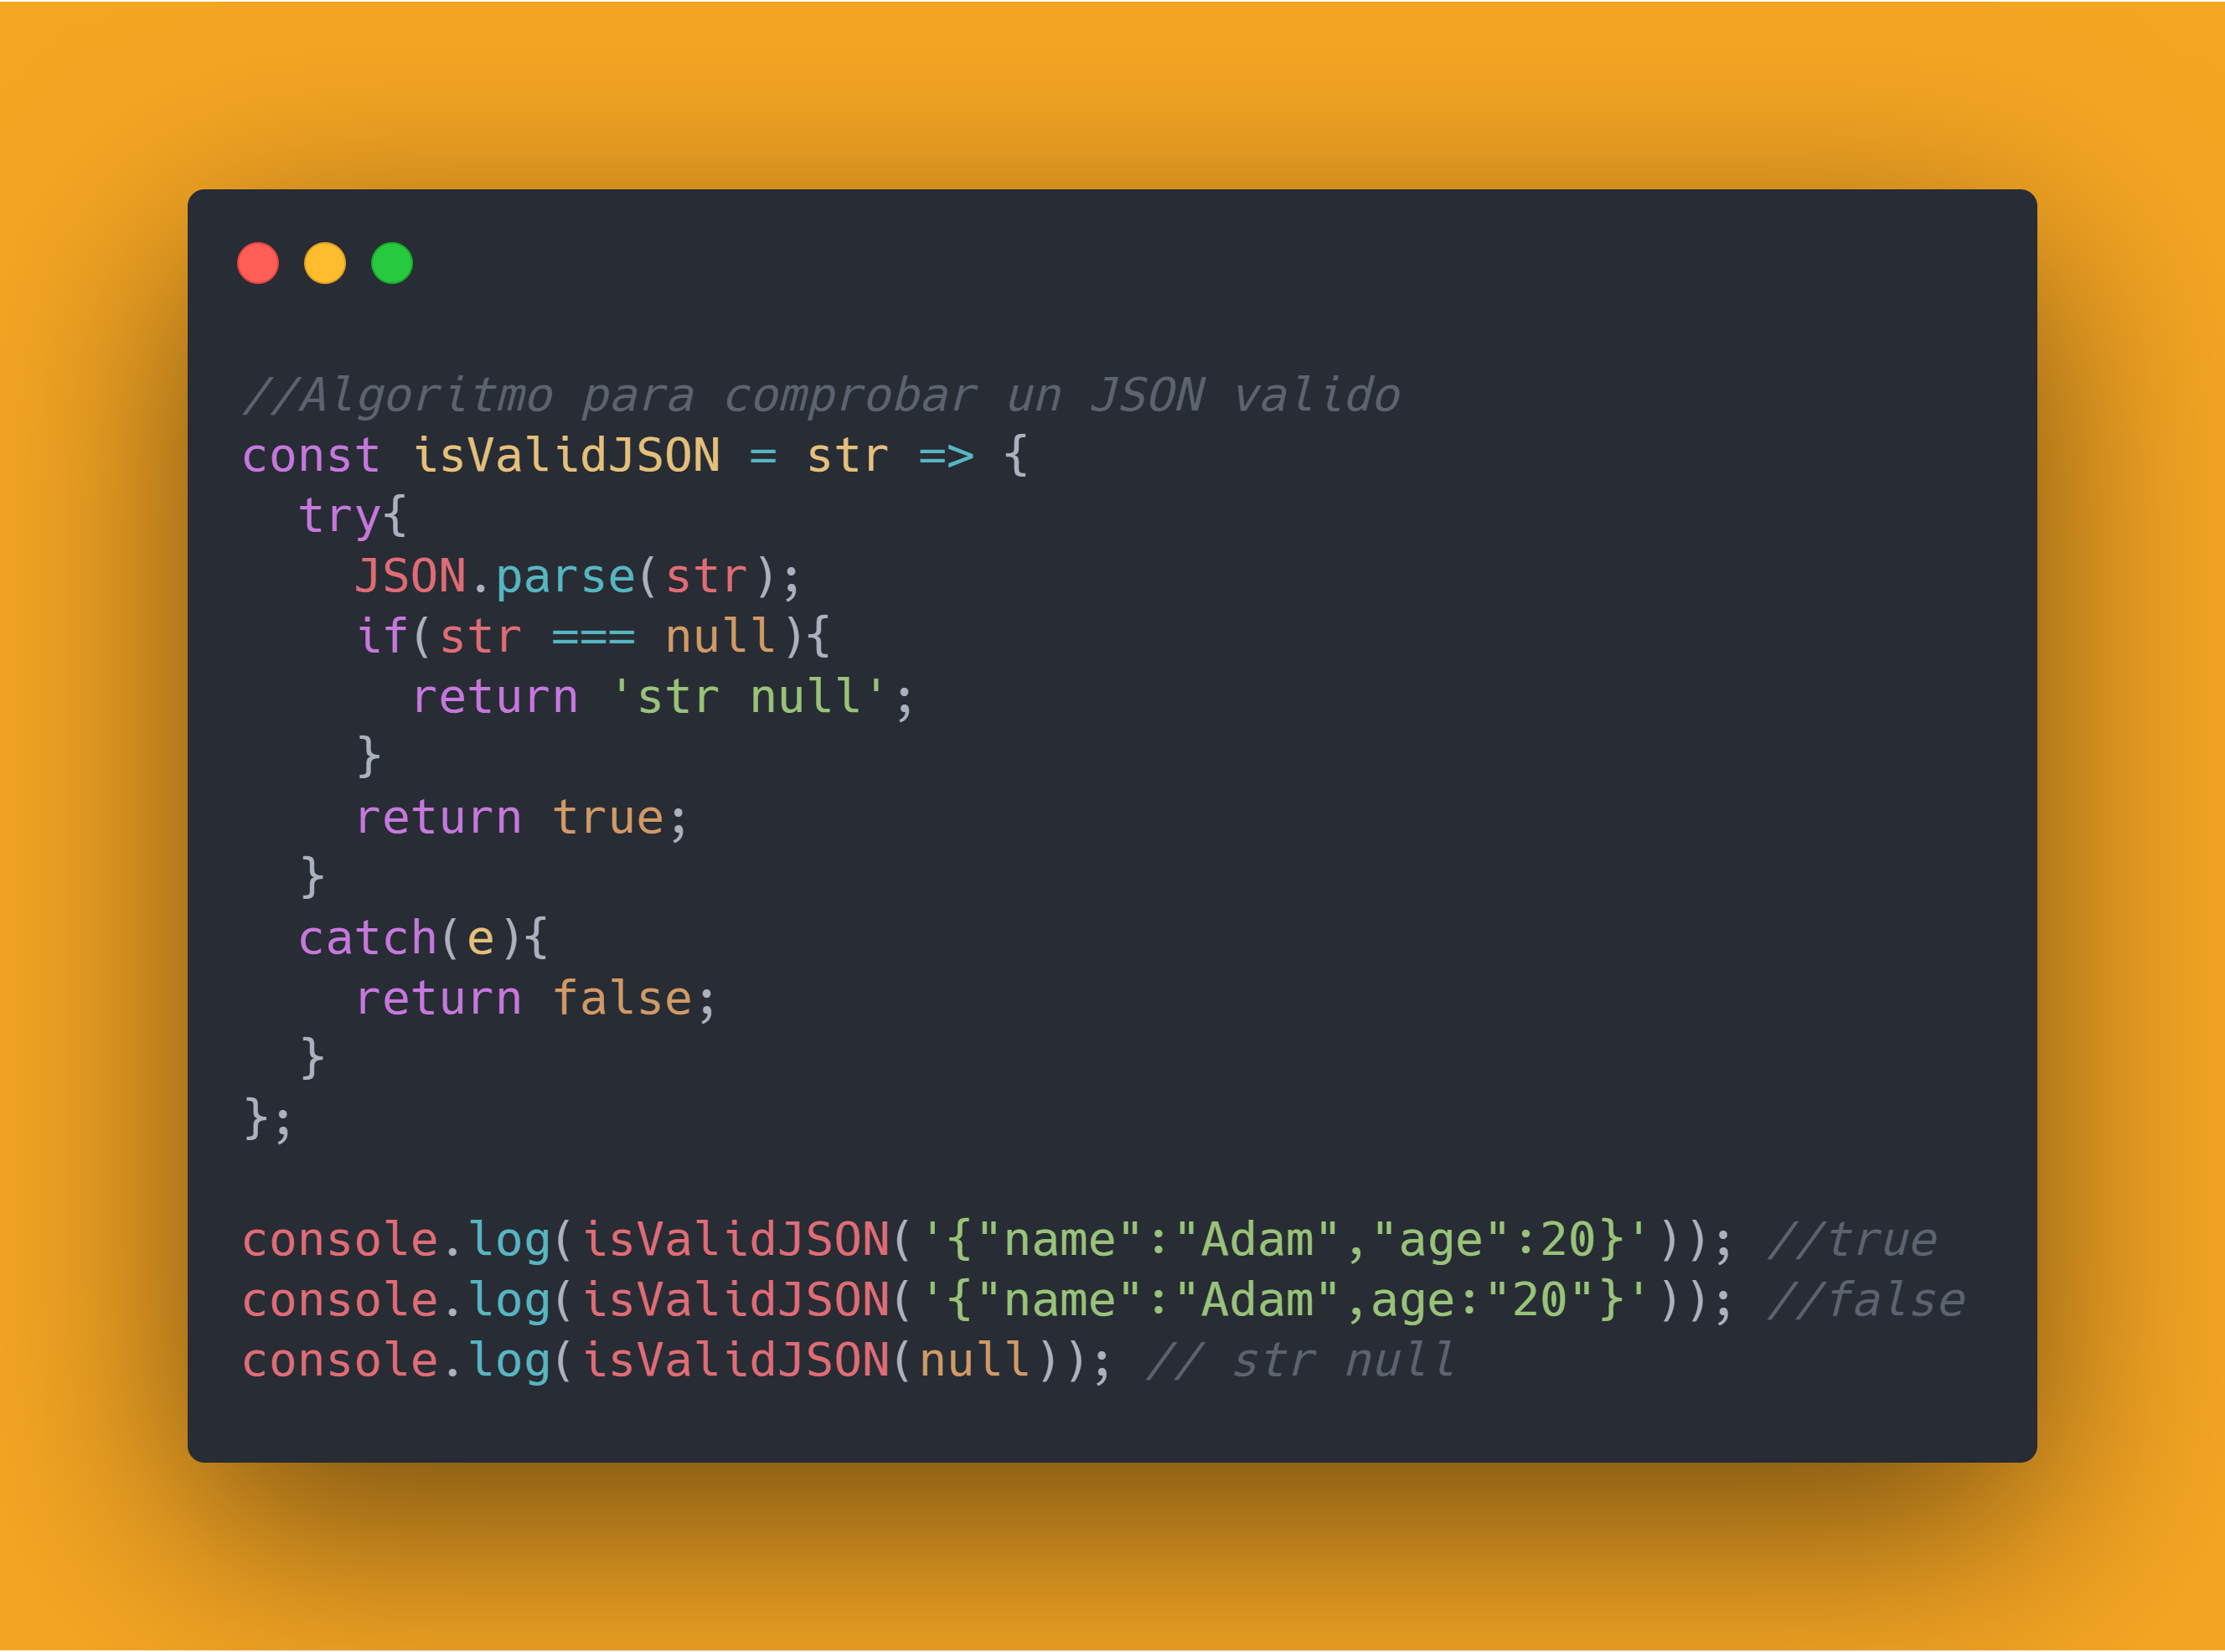 //Algoritmo para comprobar un JSON valido
const isValidJSON = str => {
  try{
    JSON.parse(str);
    if(str === null){
      return 'str null';
    }
    return true;
  }
  catch(e){
    return false;
  }
};

console.log(isValidJSON('{"name":"Adam","age":20}')); //true
console.log(isValidJSON('{"name":"Adam",age:"20"}')); //false
console.log(isValidJSON(null)); // str null